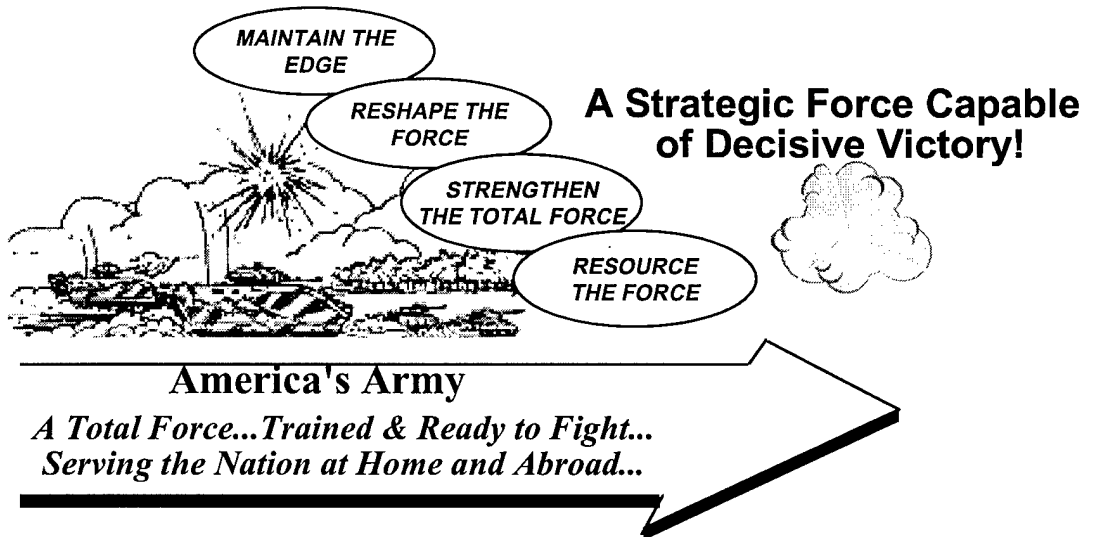 MAINTAIN THE
EDGE
RESHAPE THE
FORCE
STRENGTHEN
THE TOTAL FORCE
RESOURCE
THE FORCE
A Strategic Force Capable
of Decisive Victory!
America's Army
A Total Force...Trained & Ready to Fight...
Serving the Nation at Home and Abroad...